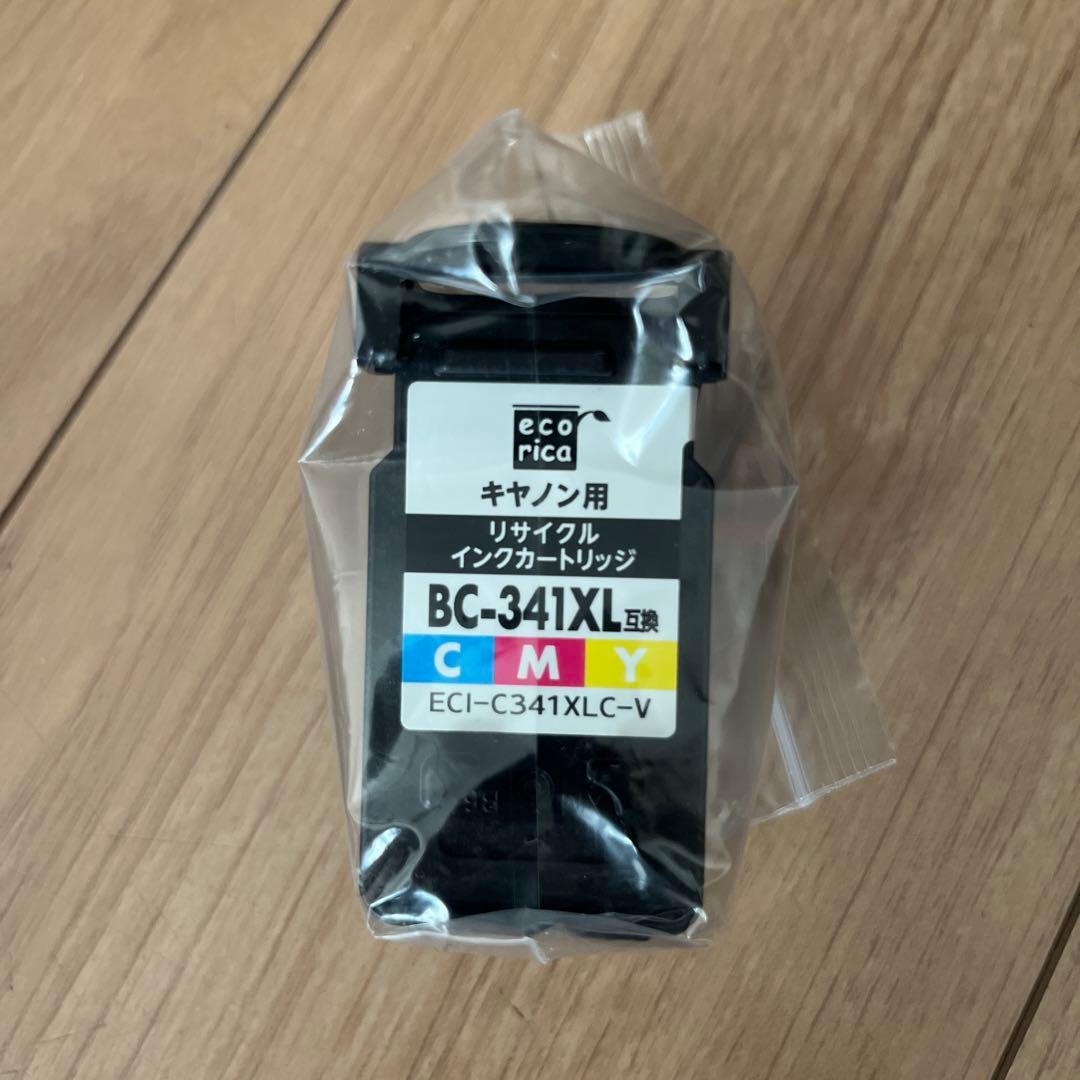 eco
rica
キヤノン用
リサイクル
インクカートリッジ
BC-341XL互換
C M Y
ECI-C341XLC-V